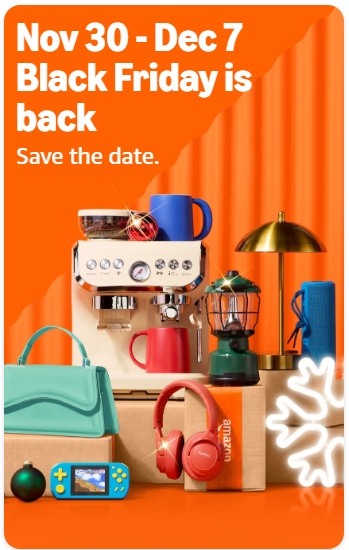 Nov 30 - Dec 7
Black Friday is
back
Save the date.
amazon